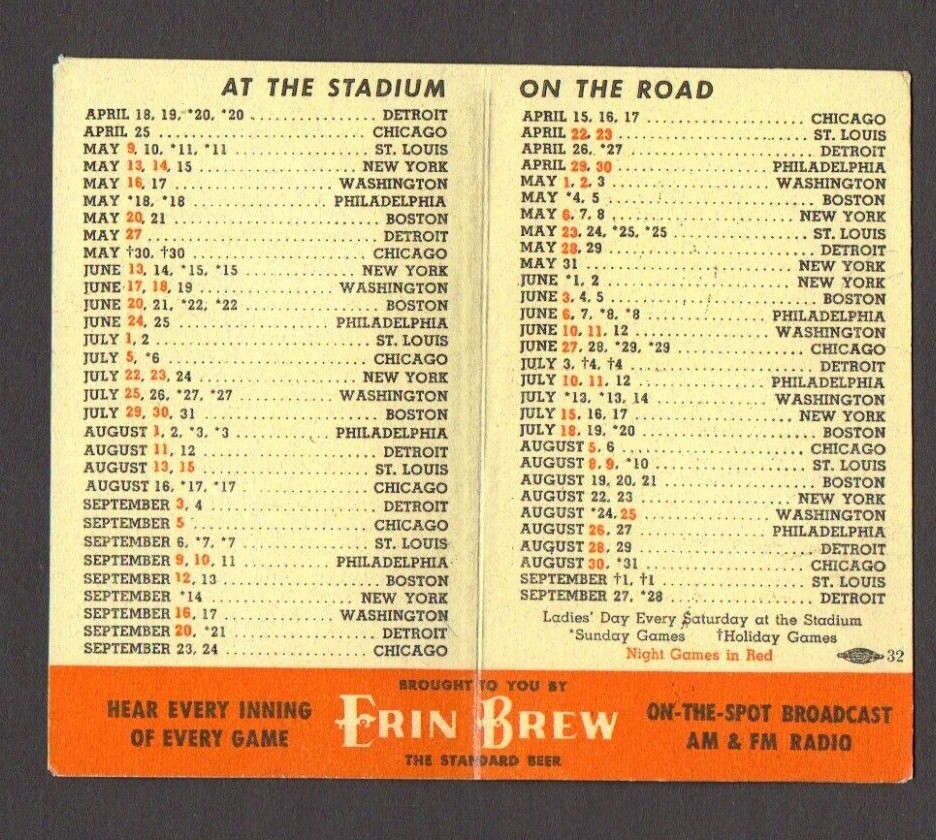 AT THE STADIUM
APRIL 18, 19, *20, *20 ................ DETROIT
APRIL 25 ................ CHICAGO
MAY 9, 10, *11, *11 ................ ST. LOUIS
MAY 13, 14, 15 ................ NEW YORK
MAY 16, 17 ................ WASHINGTON
MAY *18, *18 ................ PHILADELPHIA
MAY 20, 21 ................ BOSTON
MAY 27 ................ DETROIT
MAY †30, †30 ................ CHICAGO
JUNE 13, 14, *15, *15 ................ NEW YORK
JUNE 17, 18, 19 ................ WASHINGTON
JUNE 20, 21, *22, *22 ................ BOSTON
JUNE 24, 25 ................ PHILADELPHIA
JULY 1, 2 ................ ST. LOUIS
JULY 5, *6 ................ CHICAGO
JULY 22, 23, 24 ................ NEW YORK
JULY 25, 26, *27, *27 ................ WASHINGTON
JULY 29, 30, 31 ................ BOSTON
AUGUST 1, 2, *3, *3 ................ PHILADELPHIA
AUGUST 11, 12 ................ DETROIT
AUGUST 13, 15 ................ ST. LOUIS
AUGUST 16, *17, *17 ................ CHICAGO
SEPTEMBER 3, 4 ................ DETROIT
SEPTEMBER 5 ................ CHICAGO
SEPTEMBER 6, *7, *7 ................ ST. LOUIS
SEPTEMBER 9, 10, 11 ................ PHILADELPHIA
SEPTEMBER 12, 13 ................ BOSTON
SEPTEMBER *14 ................ NEW YORK
SEPTEMBER 16, 17 ................ WASHINGTON
SEPTEMBER 20, *21 ................ DETROIT
SEPTEMBER 23, 24 ................ CHICAGO
ON THE ROAD
APRIL 15, 16, 17 ................ CHICAGO
APRIL 22, 23 ................ ST. LOUIS
APRIL 26, *27 ................ DETROIT
APRIL 29, 30 ................ PHILADELPHIA
MAY 1, 2, 3 ................ WASHINGTON
MAY *4, 5 ................ BOSTON
MAY 6, 7, 8 ................ NEW YORK
MAY 23, 24, *25, *25 ................ ST. LOUIS
MAY 28, 29 ................ DETROIT
MAY 31 ................ NEW YORK
JUNE *1, 2 ................ NEW YORK
JUNE 3, 4, 5 ................ BOSTON
JUNE 6, 7, *8, *8 ................ PHILADELPHIA
JUNE 10, 11, 12 ................ WASHINGTON
JUNE 27, 28, *29, *29 ................ CHICAGO
JULY 3, †4, †4 ................ DETROIT
JULY 10, 11, 12 ................ PHILADELPHIA
JULY *13, *13, 14 ................ WASHINGTON
JULY 15, 16, 17 ................ NEW YORK
JULY 18, 19, *20 ................ BOSTON
AUGUST 5, 6 ................ CHICAGO
AUGUST 8, 9, *10 ................ ST. LOUIS
AUGUST 19, 20, 21 ................ BOSTON
AUGUST 22, 23 ................ NEW YORK
AUGUST *24, 25 ................ WASHINGTON
AUGUST 26, 27 ................ PHILADELPHIA
AUGUST 28, 29 ................ DETROIT
AUGUST 30, *31 ................ CHICAGO
SEPTEMBER †1, †1 ................ ST. LOUIS
SEPTEMBER 27, *28 ................ DETROIT
Ladies' Day Every Saturday at the Stadium
*Sunday Games †Holiday Games
Night Games in Red
32
HEAR EVERY INNING
OF EVERY GAME
BROUGHT TO YOU BY
ERIN BREW
THE STANDARD BEER
ON-THE-SPOT BROADCAST
AM & FM RADIO